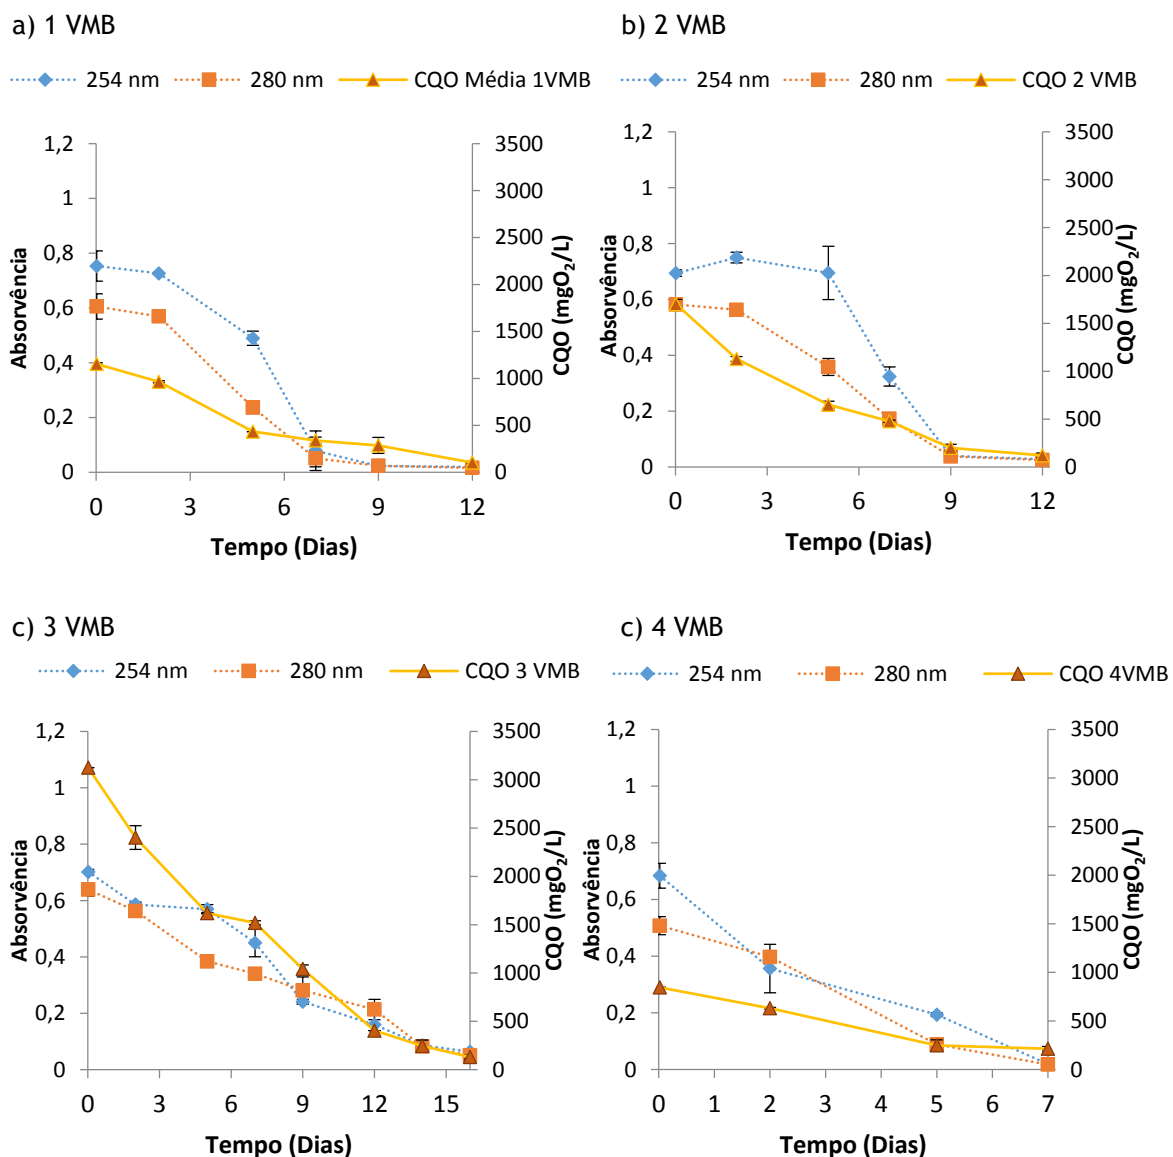 a) 1 VMB
254 nm
280 nm
CQO Média 1VMB
Absorvência
1,2
1
0,8
0,6
0,4
0,2
0
3500
3000
2500
2000
1500
1000
500
0
CQO (mgO₂/L)
0 3 6 9 12
Tempo (Dias)
b) 2 VMB
254 nm
280 nm
CQO 2 VMB
Absorvência
1,2
1
0,8
0,6
0,4
0,2
0
3500
3000
2500
2000
1500
1000
500
0
CQO (mgO₂/L)
0 3 6 9 12
Tempo (Dias)
c) 3 VMB
254 nm
280 nm
CQO 3 VMB
Absorvência
1,2
1
0,8
0,6
0,4
0,2
0
3500
3000
2500
2000
1500
1000
500
0
CQO (mgO₂/L)
0 3 6 9 12 15
Tempo (Dias)
c) 4 VMB
254 nm
280 nm
CQO 4VMB
Absorvência
1,2
1
0,8
0,6
0,4
0,2
0
3500
3000
2500
2000
1500
1000
500
0
CQO (mgO₂/L)
0 1 2 3 4 5 6 7
Tempo (Dias)